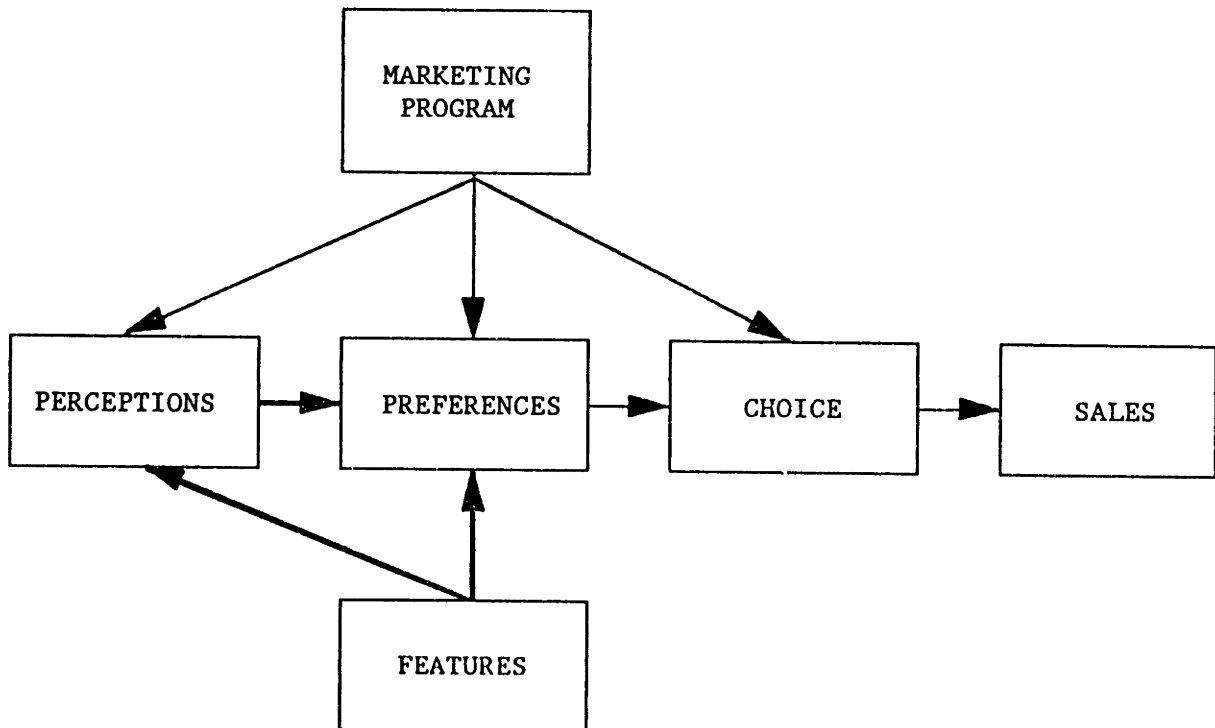 MARKETING
PROGRAM
PERCEPTIONS
PREFERENCES
CHOICE
SALES
FEATURES